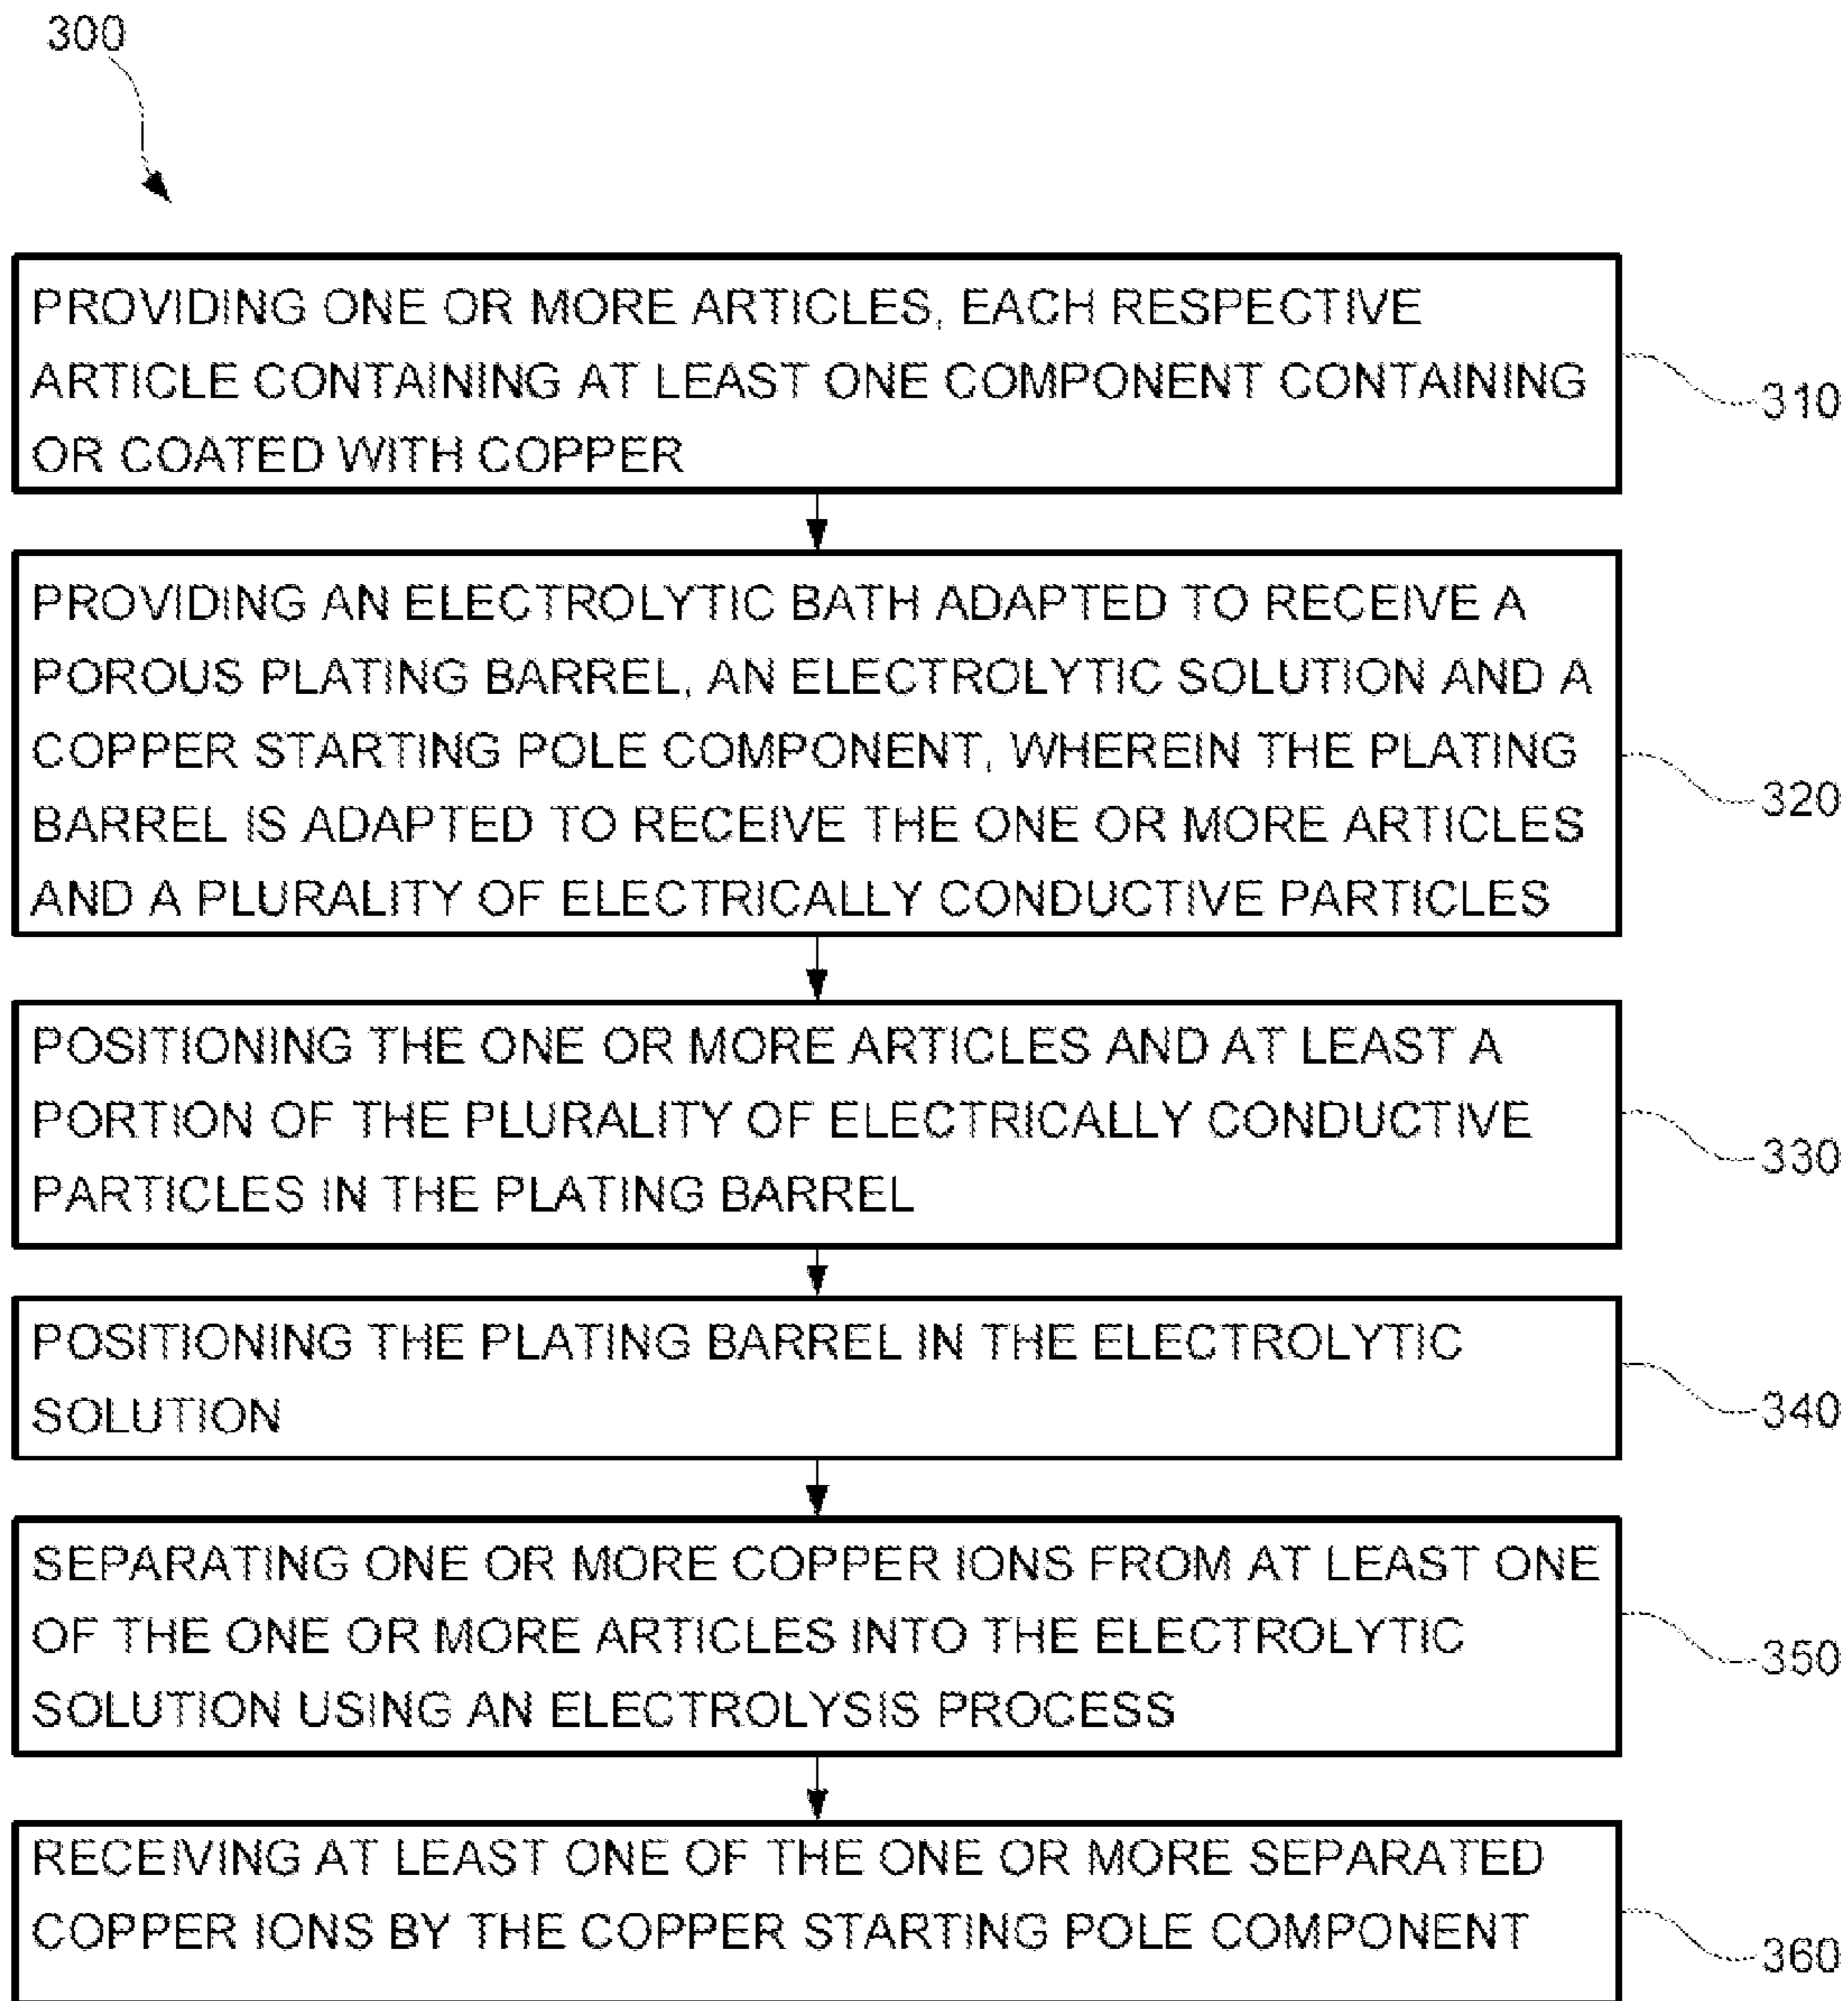 300
PROVIDING ONE OR MORE ARTICLES, EACH RESPECTIVE
ARTICLE CONTAINING AT LEAST ONE COMPONENT CONTAINING
OR COATED WITH COPPER
310
PROVIDING AN ELECTROLYTIC BATH ADAPTED TO RECEIVE A
POROUS PLATING BARREL, AN ELECTROLYTIC SOLUTION AND A
COPPER STARTING POLE COMPONENT, WHEREIN THE PLATING
BARREL IS ADAPTED TO RECEIVE THE ONE OR MORE ARTICLES
AND A PLURALITY OF ELECTRICALLY CONDUCTIVE PARTICLES
320
POSITIONING THE ONE OR MORE ARTICLES AND AT LEAST A
PORTION OF THE PLURALITY OF ELECTRICALLY CONDUCTIVE
PARTICLES IN THE PLATING BARREL
330
POSITIONING THE PLATING BARREL IN THE ELECTROLYTIC
SOLUTION
340
SEPARATING ONE OR MORE COPPER IONS FROM AT LEAST ONE
OF THE ONE OR MORE ARTICLES INTO THE ELECTROLYTIC
SOLUTION USING AN ELECTROLYSIS PROCESS
350
RECEIVING AT LEAST ONE OF THE ONE OR MORE SEPARATED
COPPER IONS BY THE COPPER STARTING POLE COMPONENT
360